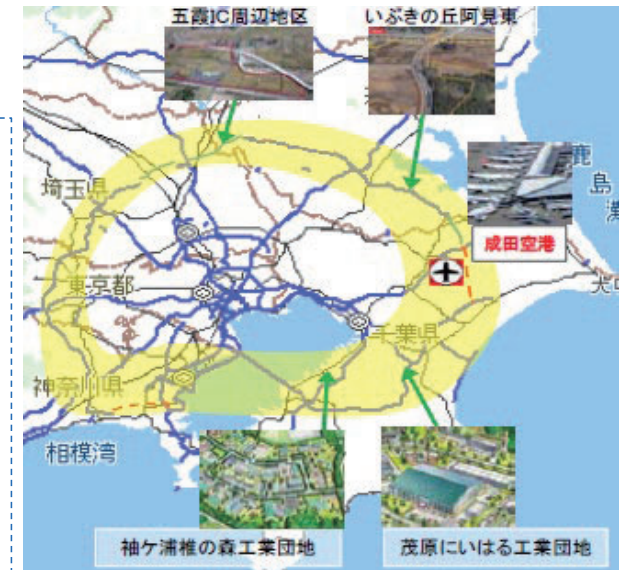 五霞IC周辺地区
いぶきの丘阿見東
埼玉県
鹿
島
成田空港
東京都
千葉県
神奈川県
相模湾
袖ケ浦椎の森工業団地
茂原にいはる工業団地